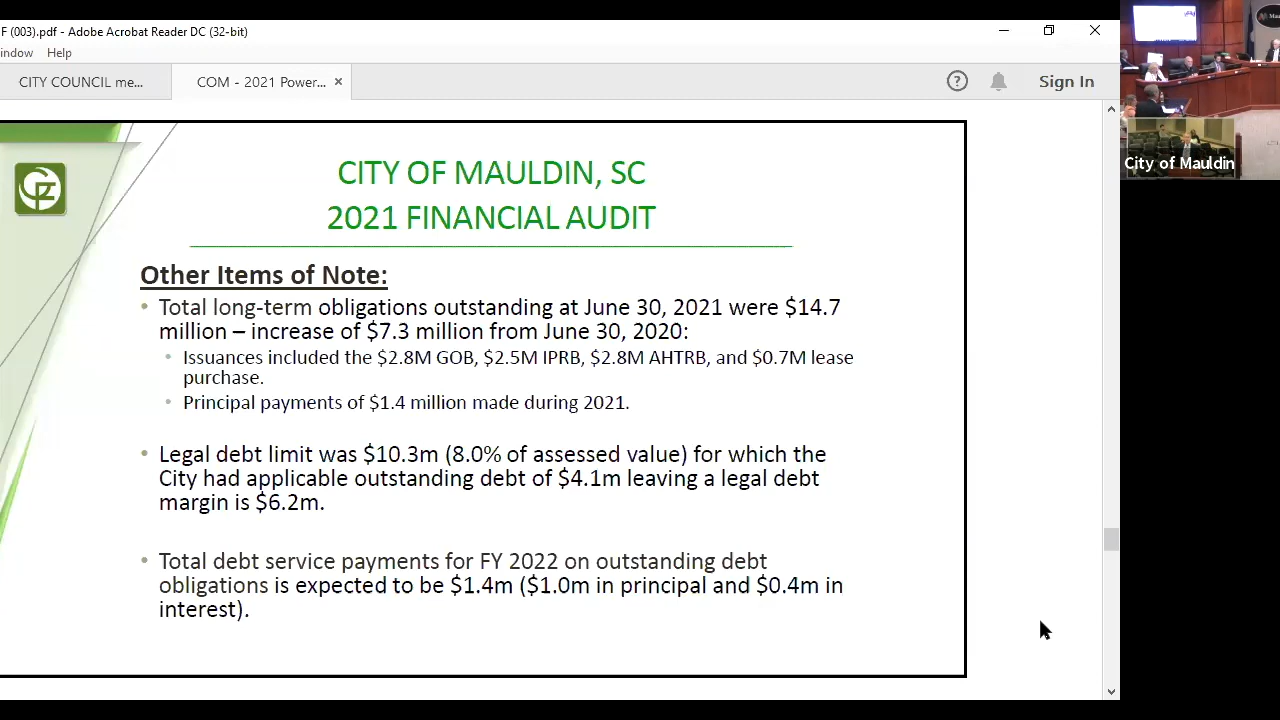 F (003).pdf - Adobe Acrobat Reader DC (32-bit)
indow Help
CITY COUNCIL me...
COM - 2021 Power...
Sign In
CITY OF MAULDIN, SC
2021 FINANCIAL AUDIT
Other Items of Note:
• Total long-term obligations outstanding at June 30, 2021 were $14.7
million – increase of $7.3 million from June 30, 2020:
• Issuances included the $2.8M GOB, $2.5M IPRB, $2.8M AHTRB, and $0.7M lease
purchase.
• Principal payments of $1.4 million made during 2021.
• Legal debt limit was $10.3m (8.0% of assessed value) for which the
City had applicable outstanding debt of $4.1m leaving a legal debt
margin is $6.2m.
• Total debt service payments for FY 2022 on outstanding debt
obligations is expected to be $1.4m ($1.0m in principal and $0.4m in
interest).
City of Mauldin